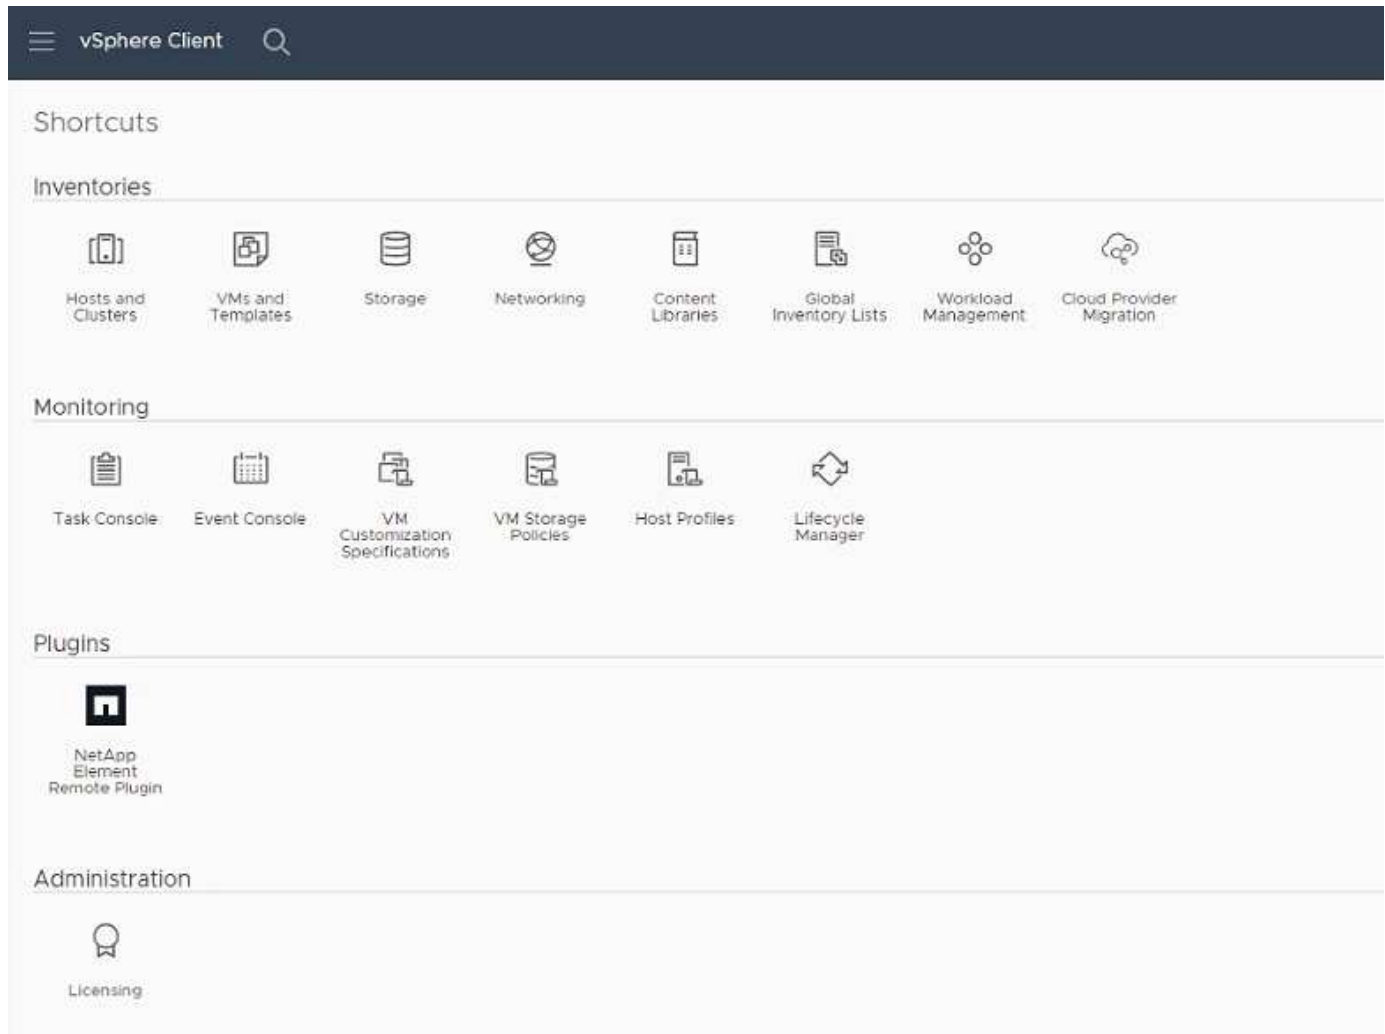 vSphere Client
Shortcuts
Inventories
Hosts and
Clusters
VMs and
Templates
Storage
Networking
Content
Libraries
Global
Inventory Lists
Workload
Management
Cloud Provider
Migration
Monitoring
Task Console
Event Console
VM
Customization
Specifications
VM Storage
Policies
Host Profiles
Lifecycle
Manager
Plugins
NetApp
Element
Remote Plugin
Administration
Licensing